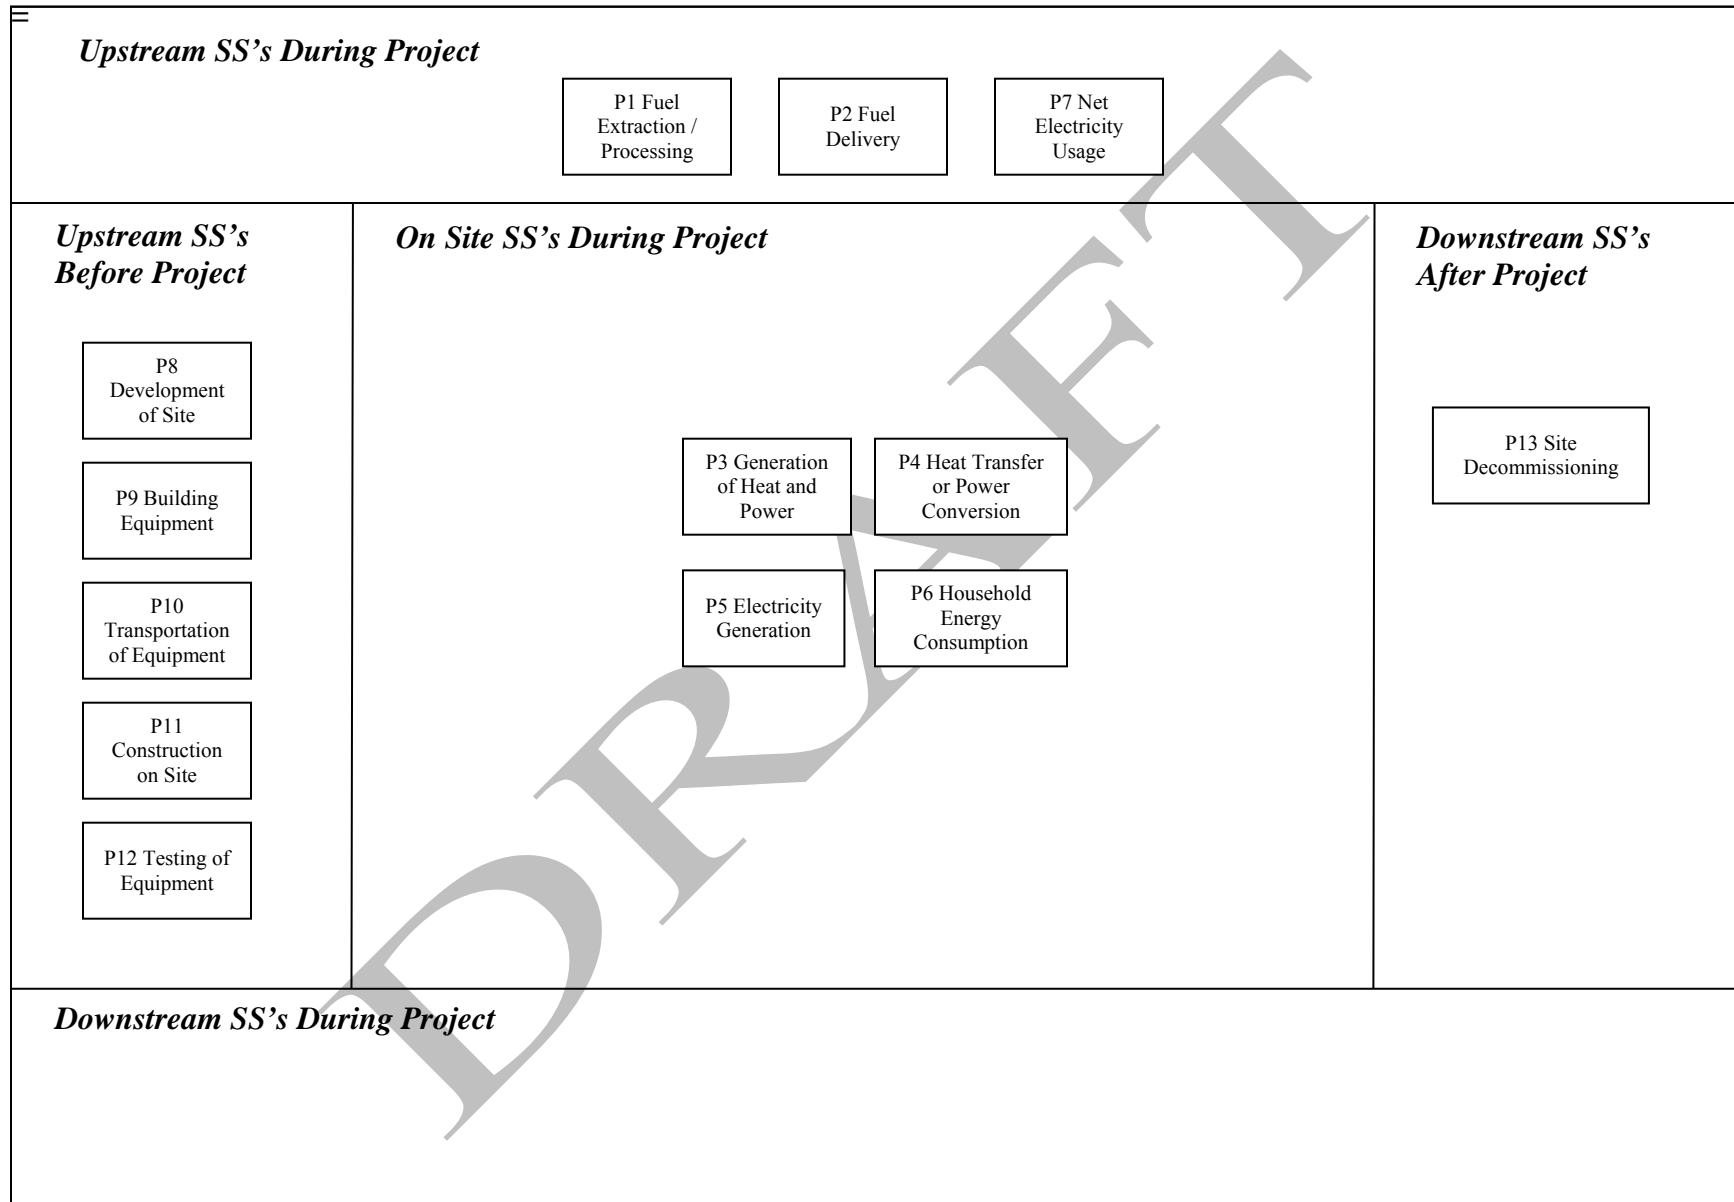 Upstream SS’s During Project
P1 Fuel
Extraction /
Processing
P2 Fuel
Delivery
P7 Net
Electricity
Usage
Upstream SS’s
Before Project
On Site SS’s During Project
Downstream SS’s
After Project
P8
Development
of Site
P9 Building
Equipment
P10
Transportation
of Equipment
P11
Construction
on Site
P12 Testing of
Equipment
P3 Generation
of Heat and
Power
P4 Heat Transfer
or Power
Conversion
P5 Electricity
Generation
P6 Household
Energy
Consumption
P13 Site
Decommissioning
Downstream SS’s During Project
DRAFT